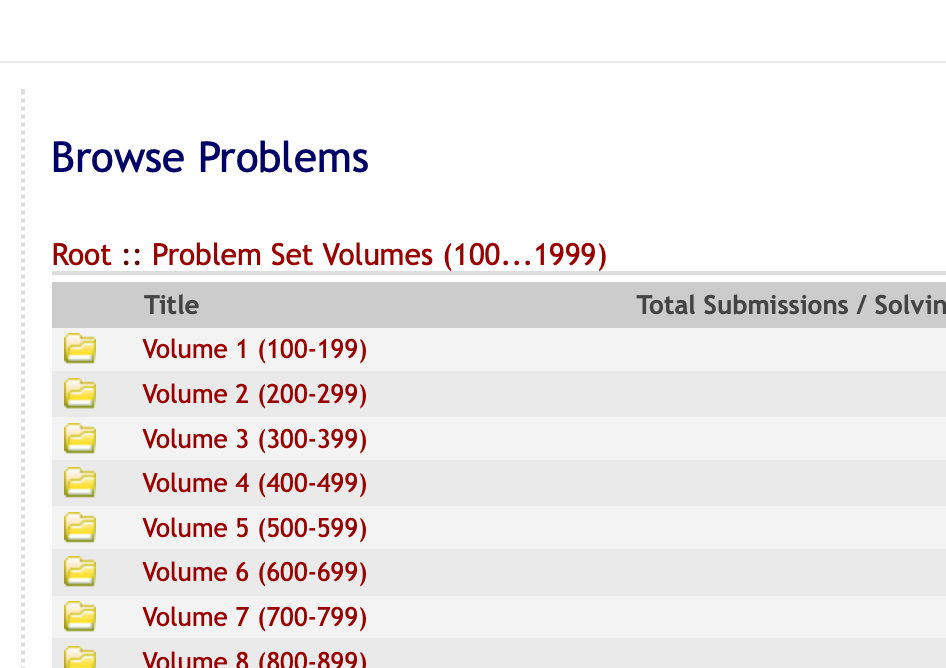 Browse Problems
Root :: Problem Set Volumes (100...1999)
Title Total Submissions / Solvin
Volume 1 (100-199)
Volume 2 (200-299)
Volume 3 (300-399)
Volume 4 (400-499)
Volume 5 (500-599)
Volume 6 (600-699)
Volume 7 (700-799)
Volume 8 (800-899)